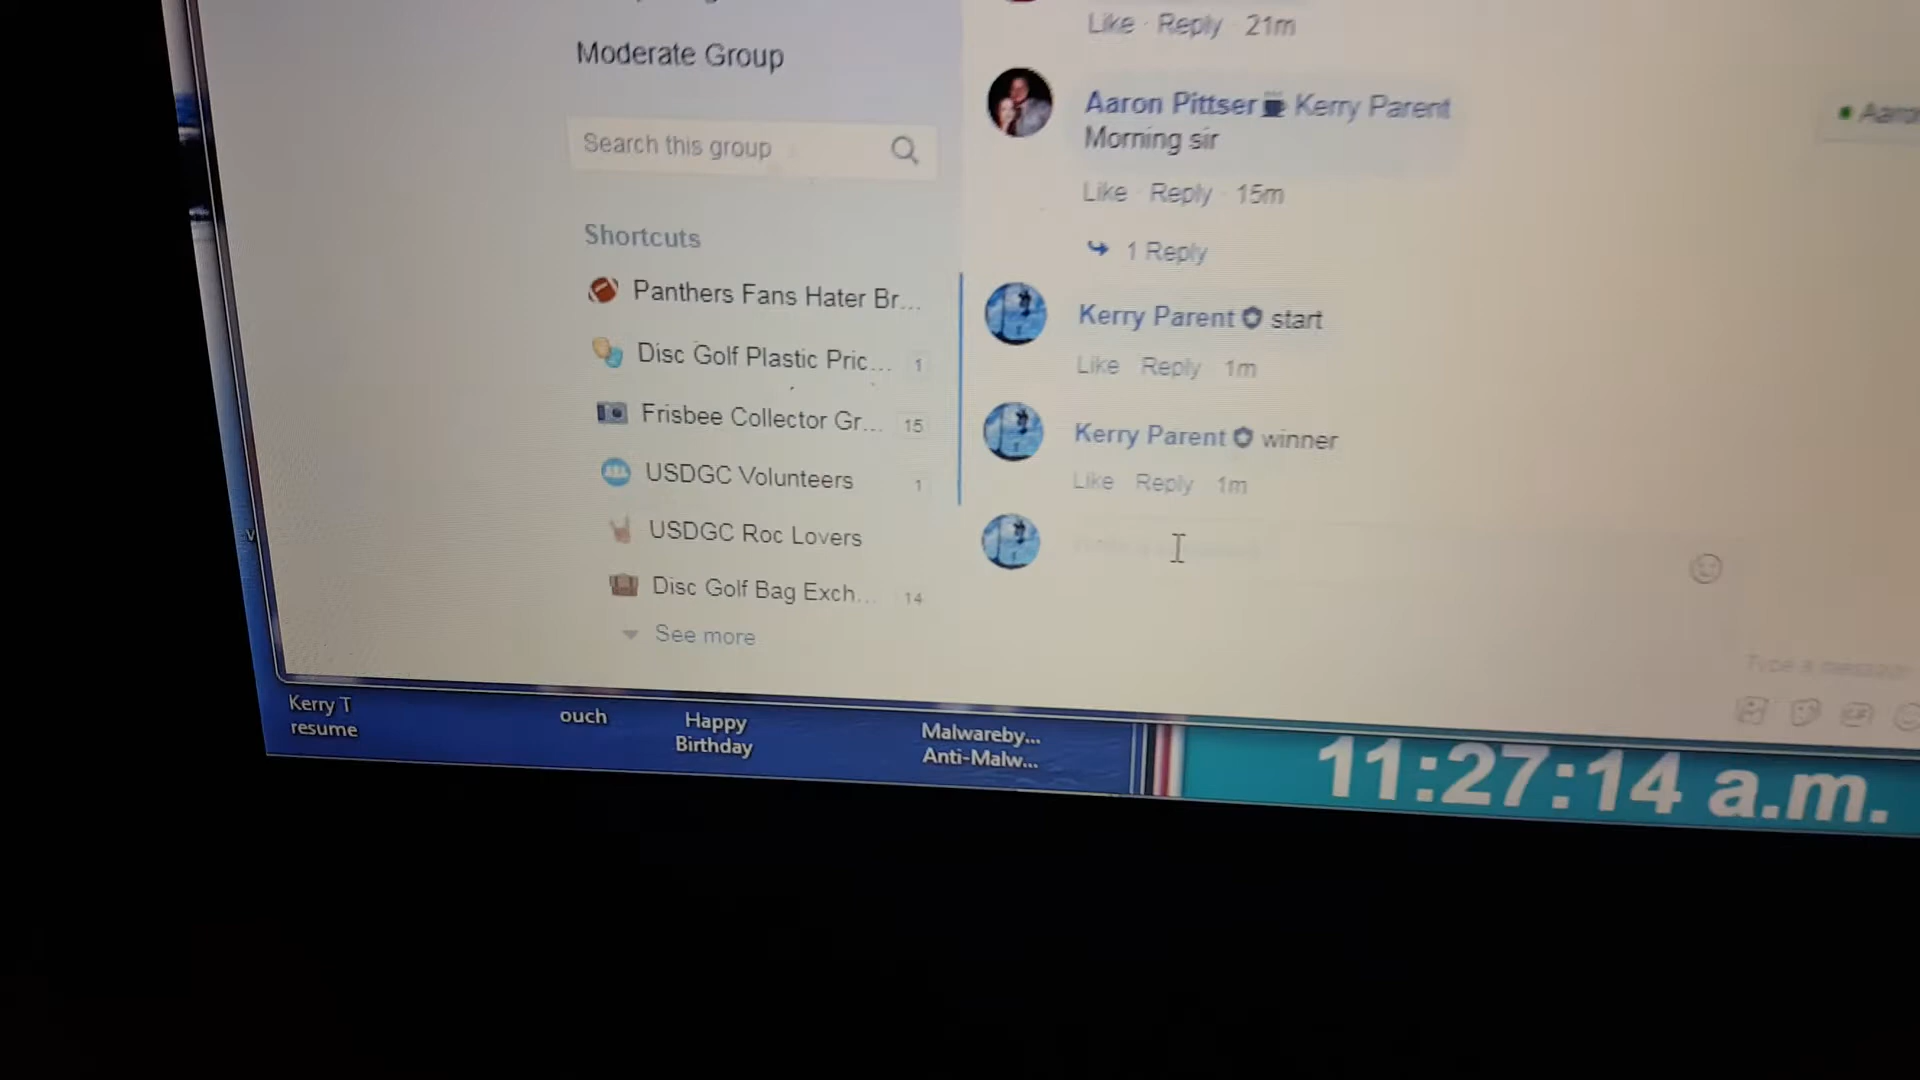 Moderate Group
Search this group
Shortcuts
Panthers Fans Hater Br...
Disc Golf Plastic Pric... 1
Frisbee Collector Gr... 15
USDGC Volunteers 1
USDGC Roc Lovers
Disc Golf Bag Exch... 14
See more
Like · Reply · 21m
Aaron Pittser Kerry Parent
Morning sir
Like · Reply · 15m
1 Reply
Kerry Parent start
Like Reply 1m
Kerry Parent winner
Like Reply 1m
Type a message
Kerry T
resume
ouch
Happy
Birthday
Malwareby...
Anti-Malw...
11:27:14 a.m.